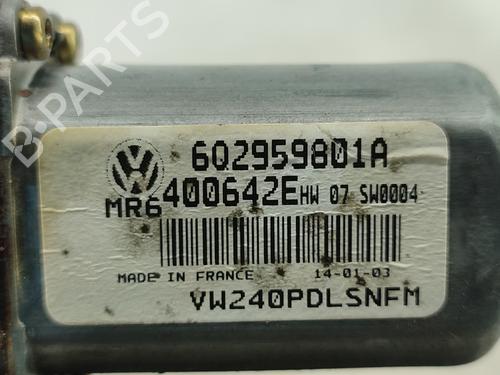 6Q2959801A
400642E HW 07 SW0004
MR6
MADE IN FRANCE 14-01-03
VW240PDLSNFM
B-PARTS